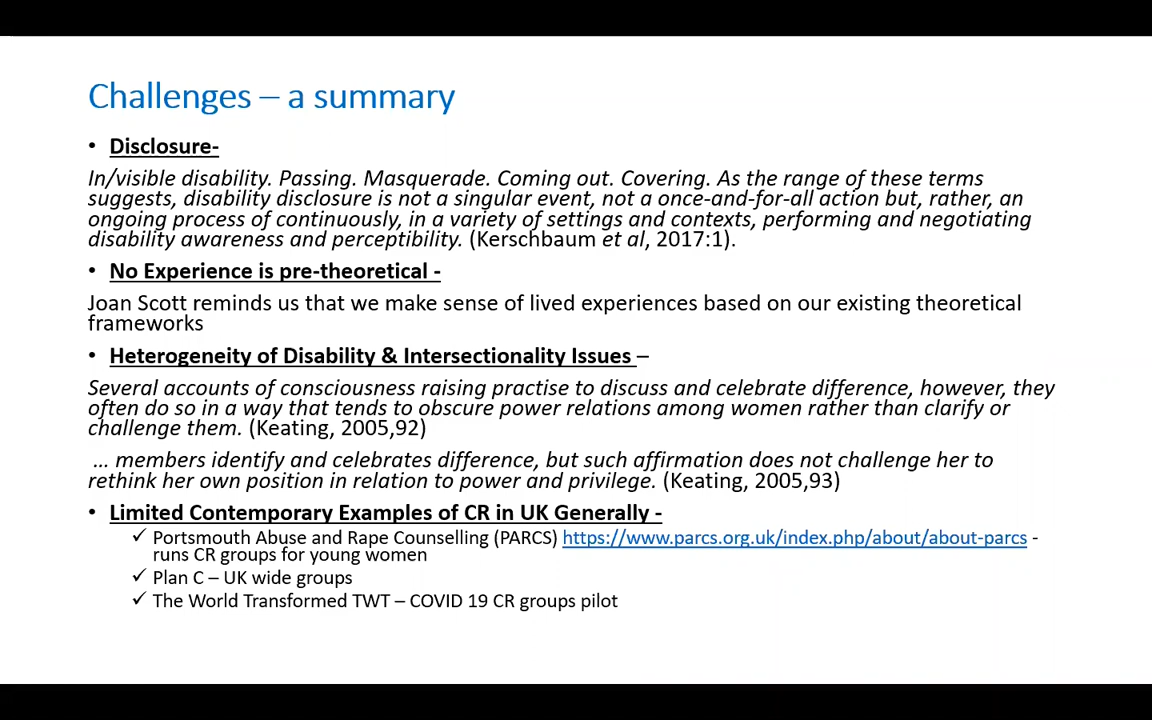 Challenges – a summary
• Disclosure-
In/visible disability. Passing. Masquerade. Coming out. Covering. As the range of these terms
suggests, disability disclosure is not a singular event, not a once-and-for-all action but, rather, an
ongoing process of continuously, in a variety of settings and contexts, performing and negotiating
disability awareness and perceptibility. (Kerschbaum et al, 2017:1).
• No Experience is pre-theoretical -
Joan Scott reminds us that we make sense of lived experiences based on our existing theoretical
frameworks
• Heterogeneity of Disability & Intersectionality Issues –
Several accounts of consciousness raising practise to discuss and celebrate difference, however, they
often do so in a way that tends to obscure power relations among women rather than clarify or
challenge them. (Keating, 2005,92)
… members identify and celebrates difference, but such affirmation does not challenge her to
rethink her own position in relation to power and privilege. (Keating, 2005,93)
• Limited Contemporary Examples of CR in UK Generally -
✓ Portsmouth Abuse and Rape Counselling (PARCS) https://www.parcs.org.uk/index.php/about/about-parcs -
runs CR groups for young women
✓ Plan C – UK wide groups
✓ The World Transformed TWT – COVID 19 CR groups pilot